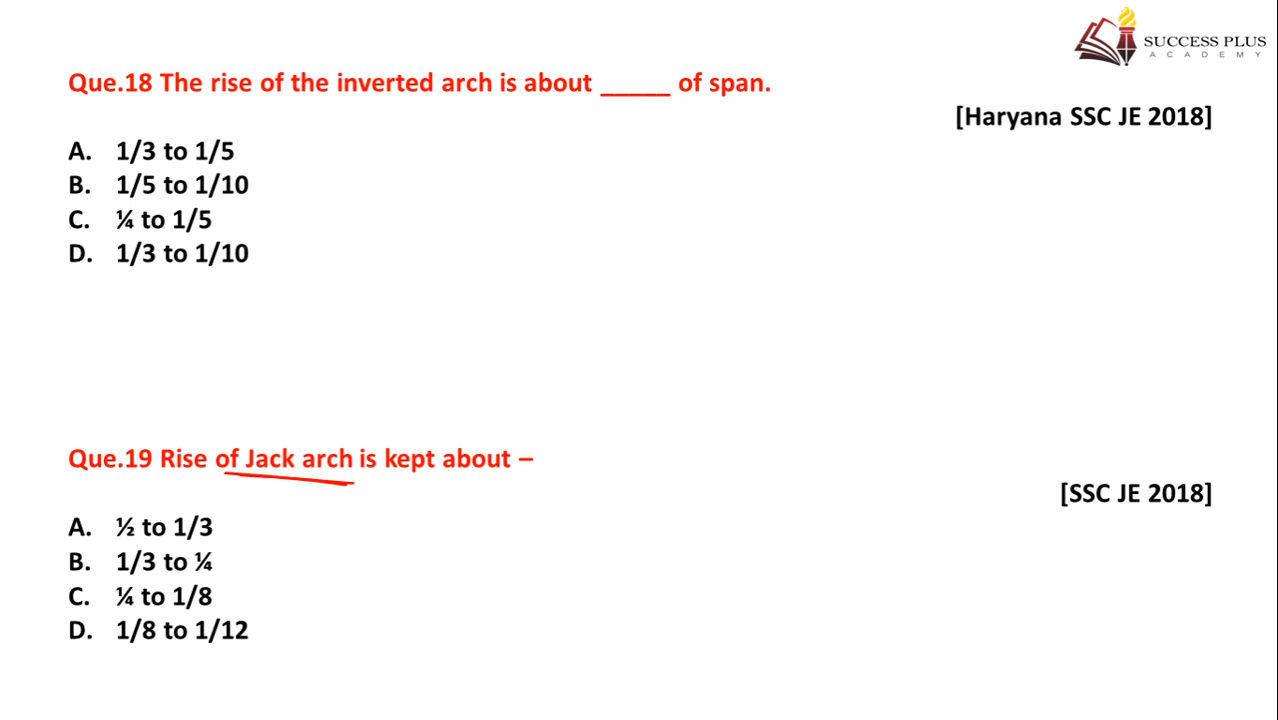 SUCCESS PLUS
ACADEMY
Que.18 The rise of the inverted arch is about _____ of span.
[Haryana SSC JE 2018]
A. 1/3 to 1/5
B. 1/5 to 1/10
C. ¼ to 1/5
D. 1/3 to 1/10
Que.19 Rise of Jack arch is kept about –
[SSC JE 2018]
A. ½ to 1/3
B. 1/3 to ¼
C. ¼ to 1/8
D. 1/8 to 1/12